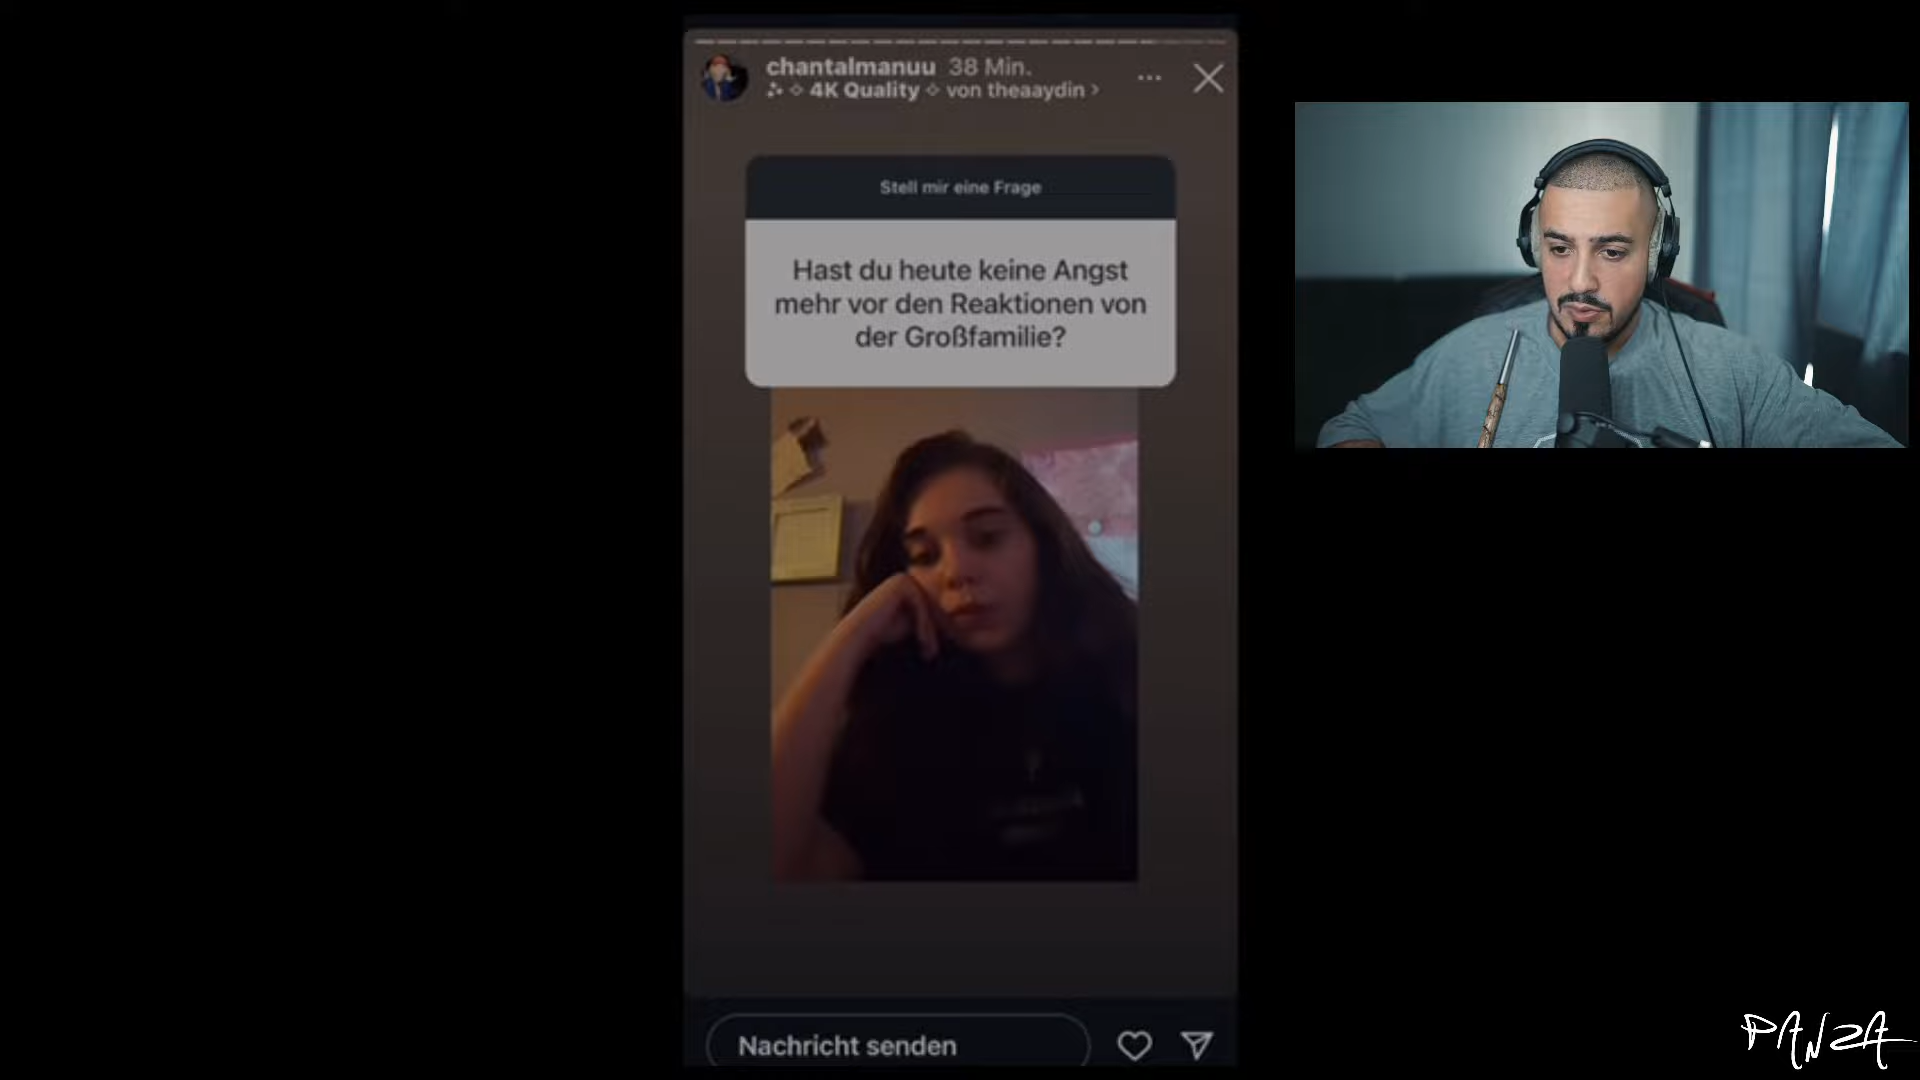 chantalmanuu 38 Min.
4K Quality von theaaydin
Stell mir eine Frage
Hast du heute keine Angst
mehr vor den Reaktionen von
der Großfamilie?
Nachricht senden
PANZA